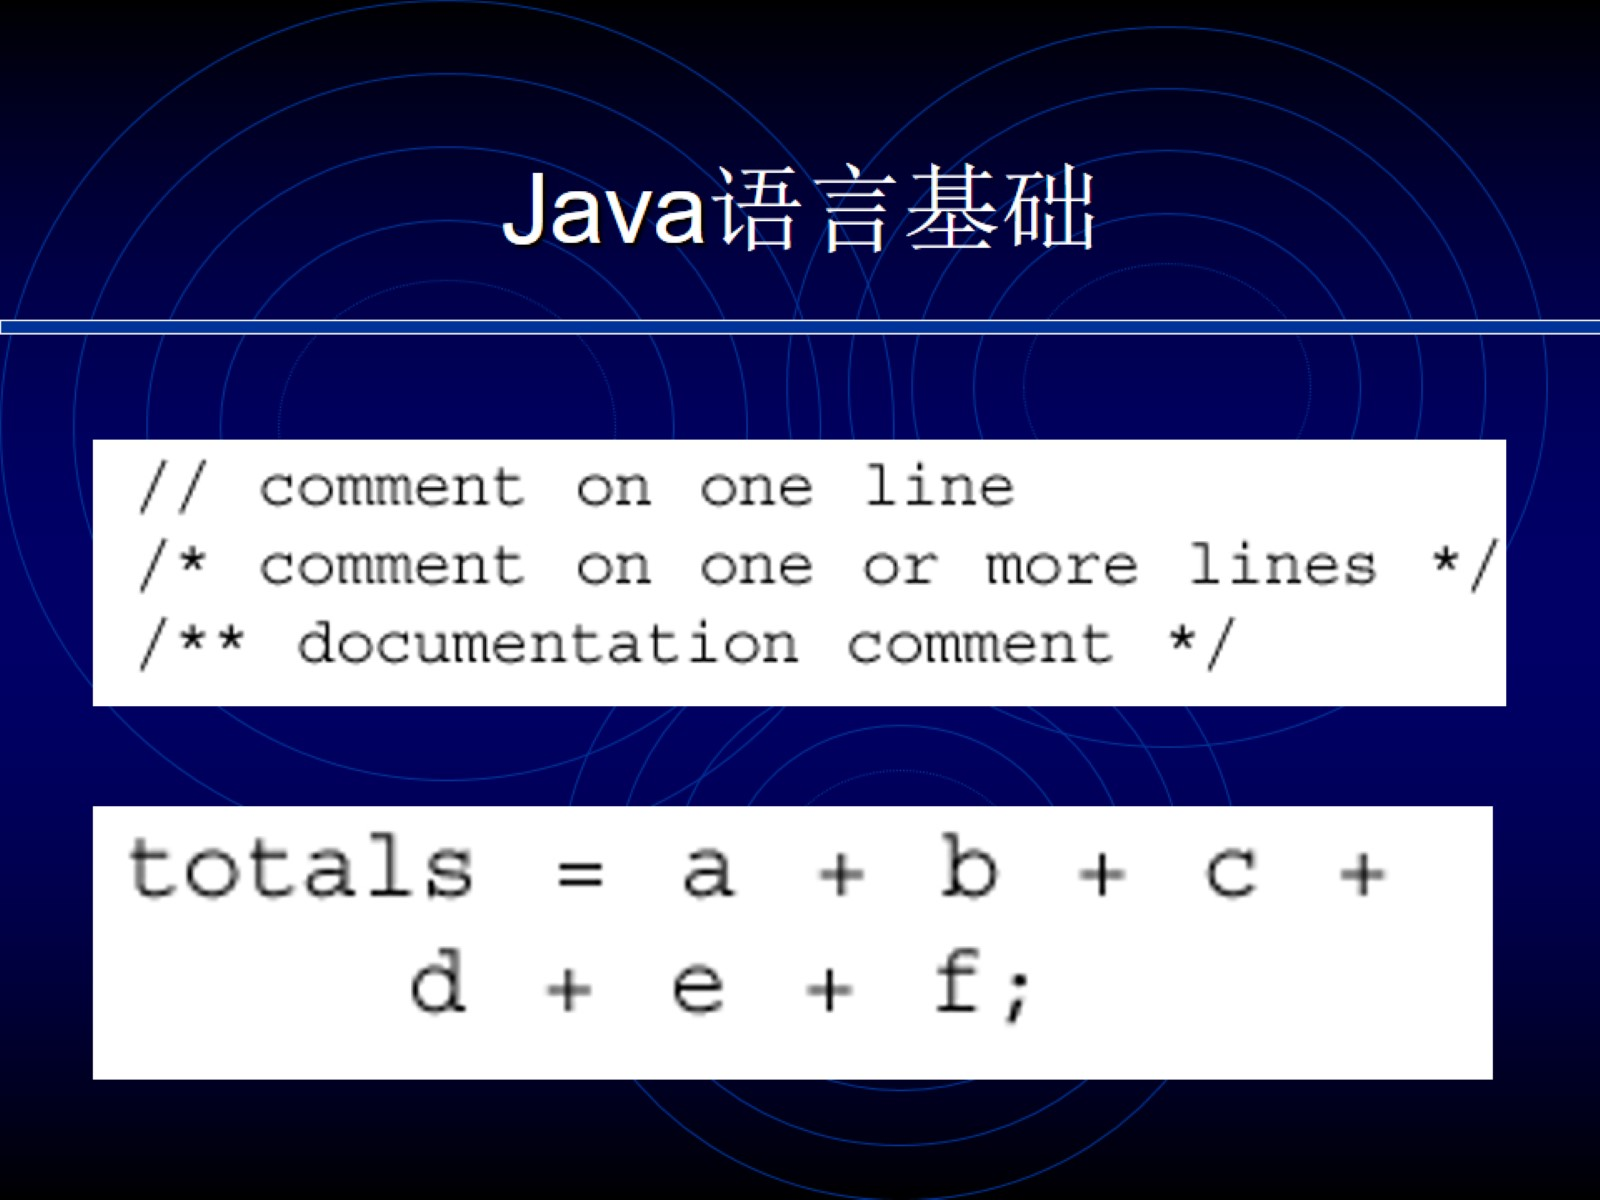 Java语言基础
// comment on one line
/* comment on one or more lines */
/** documentation comment */
totals = a + b + c +
d + e + f;